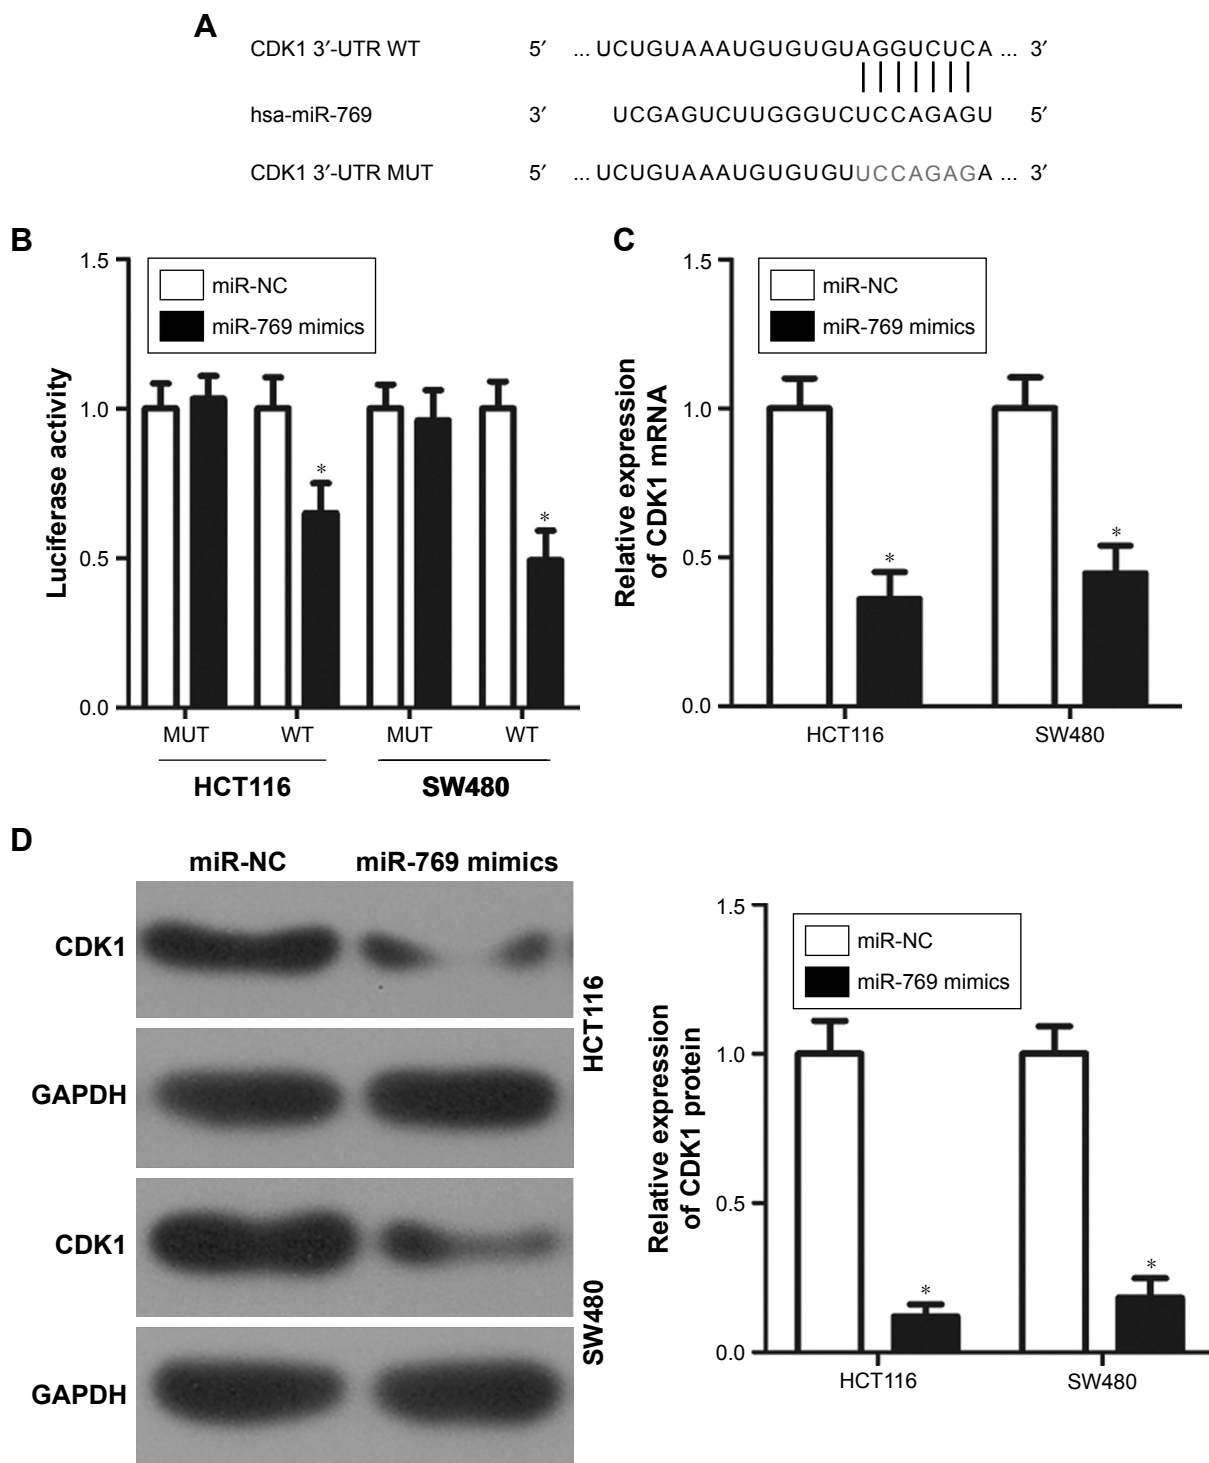 A
CDK1 3′-UTR WT 5′ ... UCUGUAAAUGUGUGUAGGUCUCA ... 3′
hsa-miR-769 3′ UCGAGUCUUGGGUCUCCAGAGU 5′
CDK1 3′-UTR MUT 5′ ... UCUGUAAAUGUGUGUUCCAGAGA ... 3′
B
1.5
miR-NC
miR-769 mimics
1.0
0.5
0.0
Luciferase activity
*
*
MUT WT MUT WT
HCT116 SW480
C
1.5
miR-NC
miR-769 mimics
1.0
0.5
0.0
Relative expression
of CDK1 mRNA
*
*
HCT116 SW480
D
miR-NC miR-769 mimics
CDK1
GAPDH
HCT116
CDK1
GAPDH
SW480
1.5
miR-NC
miR-769 mimics
1.0
0.5
0.0
Relative expression
of CDK1 protein
*
*
HCT116 SW480